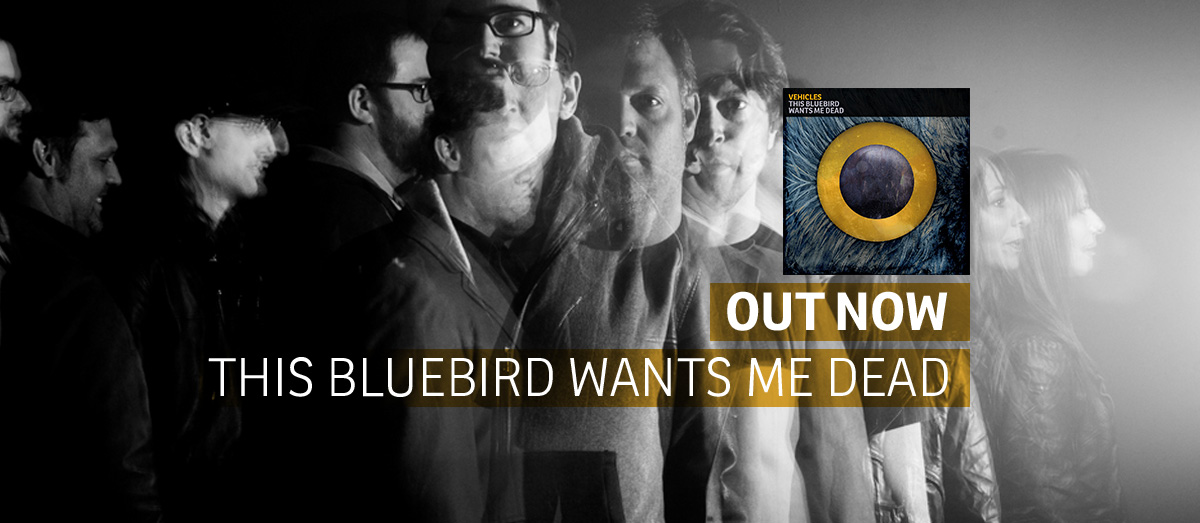 VEHICLES
THIS BLUEBIRD
WANTS ME DEAD
OUT NOW
THIS BLUEBIRD WANTS ME DEAD